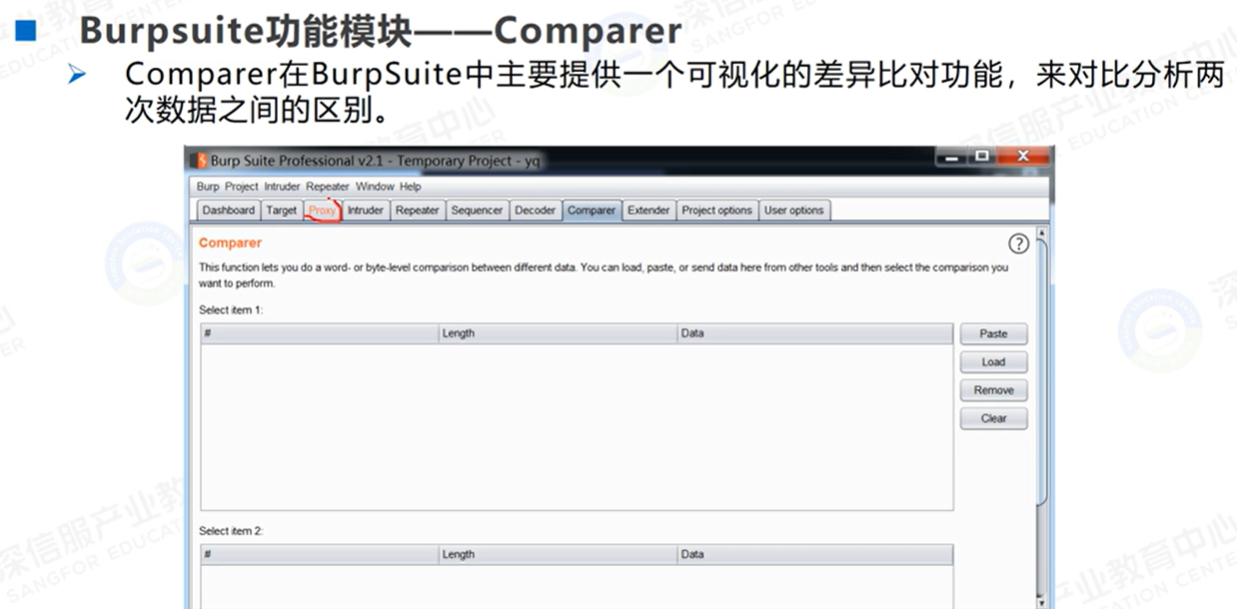 Burpsuite功能模块——Comparer
Comparer在BurpSuite中主要提供一个可视化的差异比对功能，来对比分析两
次数据之间的区别。
Burp Suite Professional v2.1 - Temporary Project - yq
Burp Project Intruder Repeater Window Help
Dashboard Target Proxy Intruder Repeater Sequencer Decoder Comparer Extender Project options User options
Comparer
?
This function lets you do a word- or byte-level comparison between different data. You can load, paste, or send data here from other tools and then select the comparison you
want to perform.
Select item 1:
# Length Data
Paste
Load
Remove
Clear
Select item 2:
# Length Data
深信服产业教育中心
SANGFOR EDUCATION CENTER